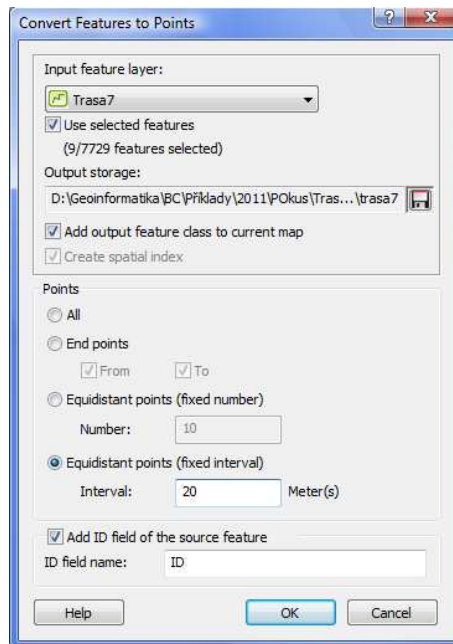 Convert Features to Points
?
X
Input feature layer:
Trasa7
Use selected features
(9/7729 features selected)
Output storage:
D:\Geoinformatika\BC\Příklady\2011\POkus\Tras...\trasa7
Add output feature class to current map
Create spatial index
Points
All
End points
From To
Equidistant points (fixed number)
Number: 10
Equidistant points (fixed interval)
Interval: 20 Meter(s)
Add ID field of the source feature
ID field name: ID
Help OK Cancel